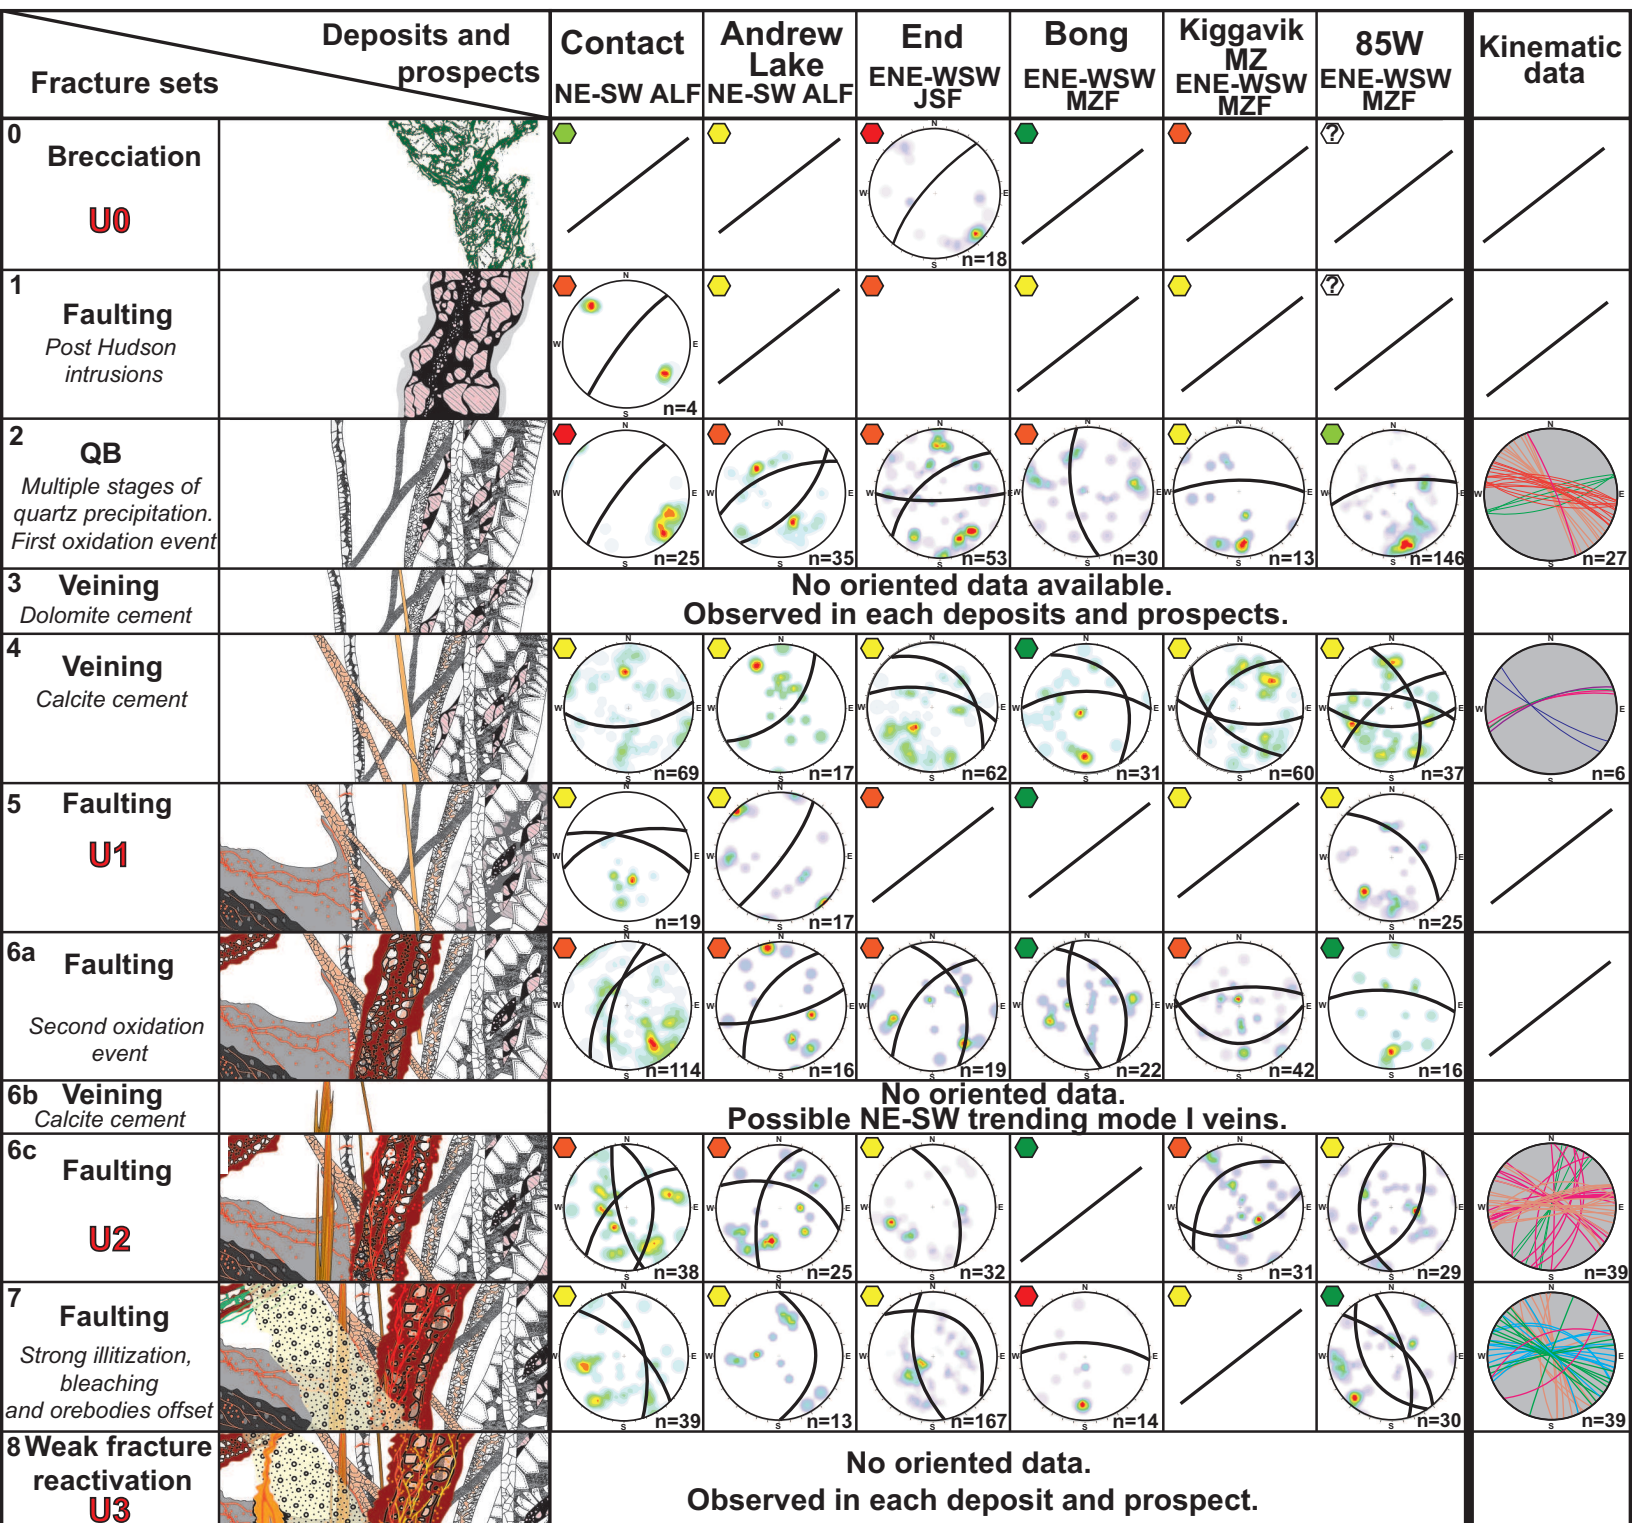 Deposits and
prospects
Fracture sets
Contact
NE-SW ALF
Andrew
Lake
NE-SW ALF
End
ENE-WSW
JSF
Bong
ENE-WSW
MZF
Kiggavik
MZ
ENE-WSW
MZF
85W
ENE-WSW
MZF
Kinematic
data
0
Brecciation
U0
?
N
W
E
S
n=18
1
Faulting
Post Hudson
intrusions
?
N
W
E
S
n=4
2
QB
Multiple stages of
quartz precipitation.
First oxidation event
N N N N N N N
W E W E W E W E W E W E W E
S S S S S S S
n=25
n=35
n=53
n=30
n=13
n=146
n=27
3
Veining
Dolomite cement
No oriented data available.
Observed in each deposits and prospects.
4
Veining
Calcite cement
N N N N N N N
W E W E W E W E W E W E W E
S S S S S S S
n=69
n=17
n=62
n=31
n=60
n=37
n=6
5
Faulting
U1
N N N
W E W E W E
S S S
n=19
n=17
n=25
6a
Faulting
Second oxidation
event
N N N N N N
W E W E W E W E W E W E
S S S S S S
n=114
n=16
n=19
n=22
n=42
n=16
6b
Veining
Calcite cement
No oriented data.
Possible NE-SW trending mode I veins.
6c
Faulting
U2
N N N N N N
W E W E W E W E W E W E
S S S S S S
n=38
n=25
n=32
n=31
n=29
n=39
7
Faulting
Strong illitization,
bleaching
and orebodies offset
N N N N N N
W E W E W E W E W E W E
S S S S S S
n=39
n=13
n=167
n=14
n=30
n=39
8 Weak fracture
reactivation
U3
No oriented data.
Observed in each deposit and prospect.